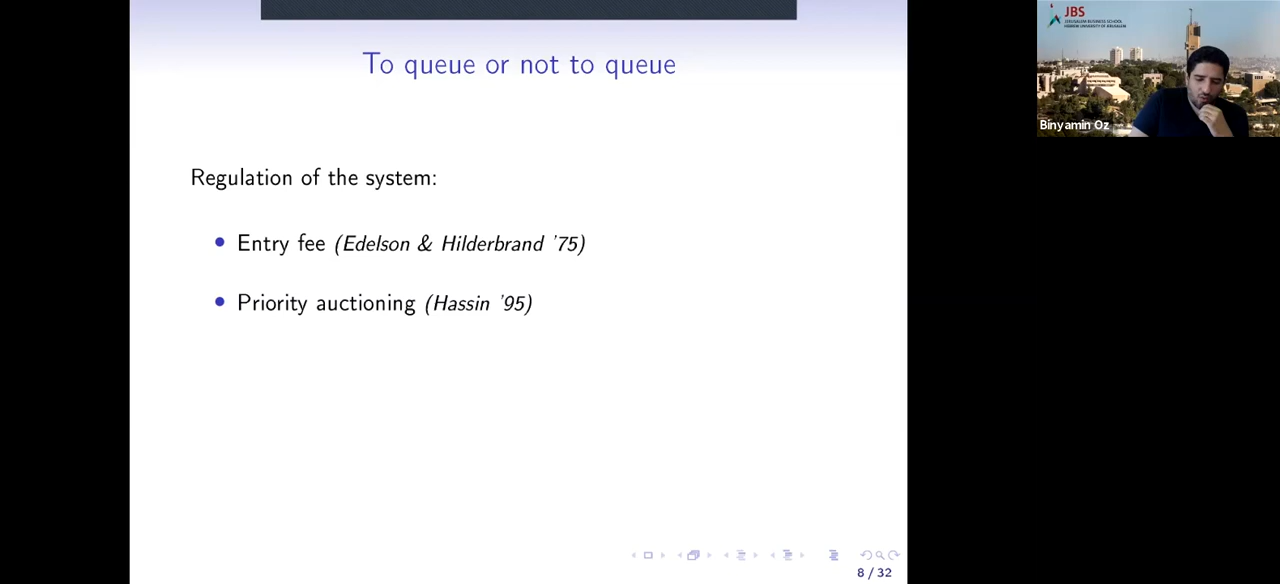 To queue or not to queue
JBS
JERUSALEM BUSINESS SCHOOL
HEBREW UNIVERSITY OF JERUSALEM
Binyamin Oz
Regulation of the system:
• Entry fee (Edelson & Hilderbrand '75)
• Priority auctioning (Hassin '95)
8 / 32